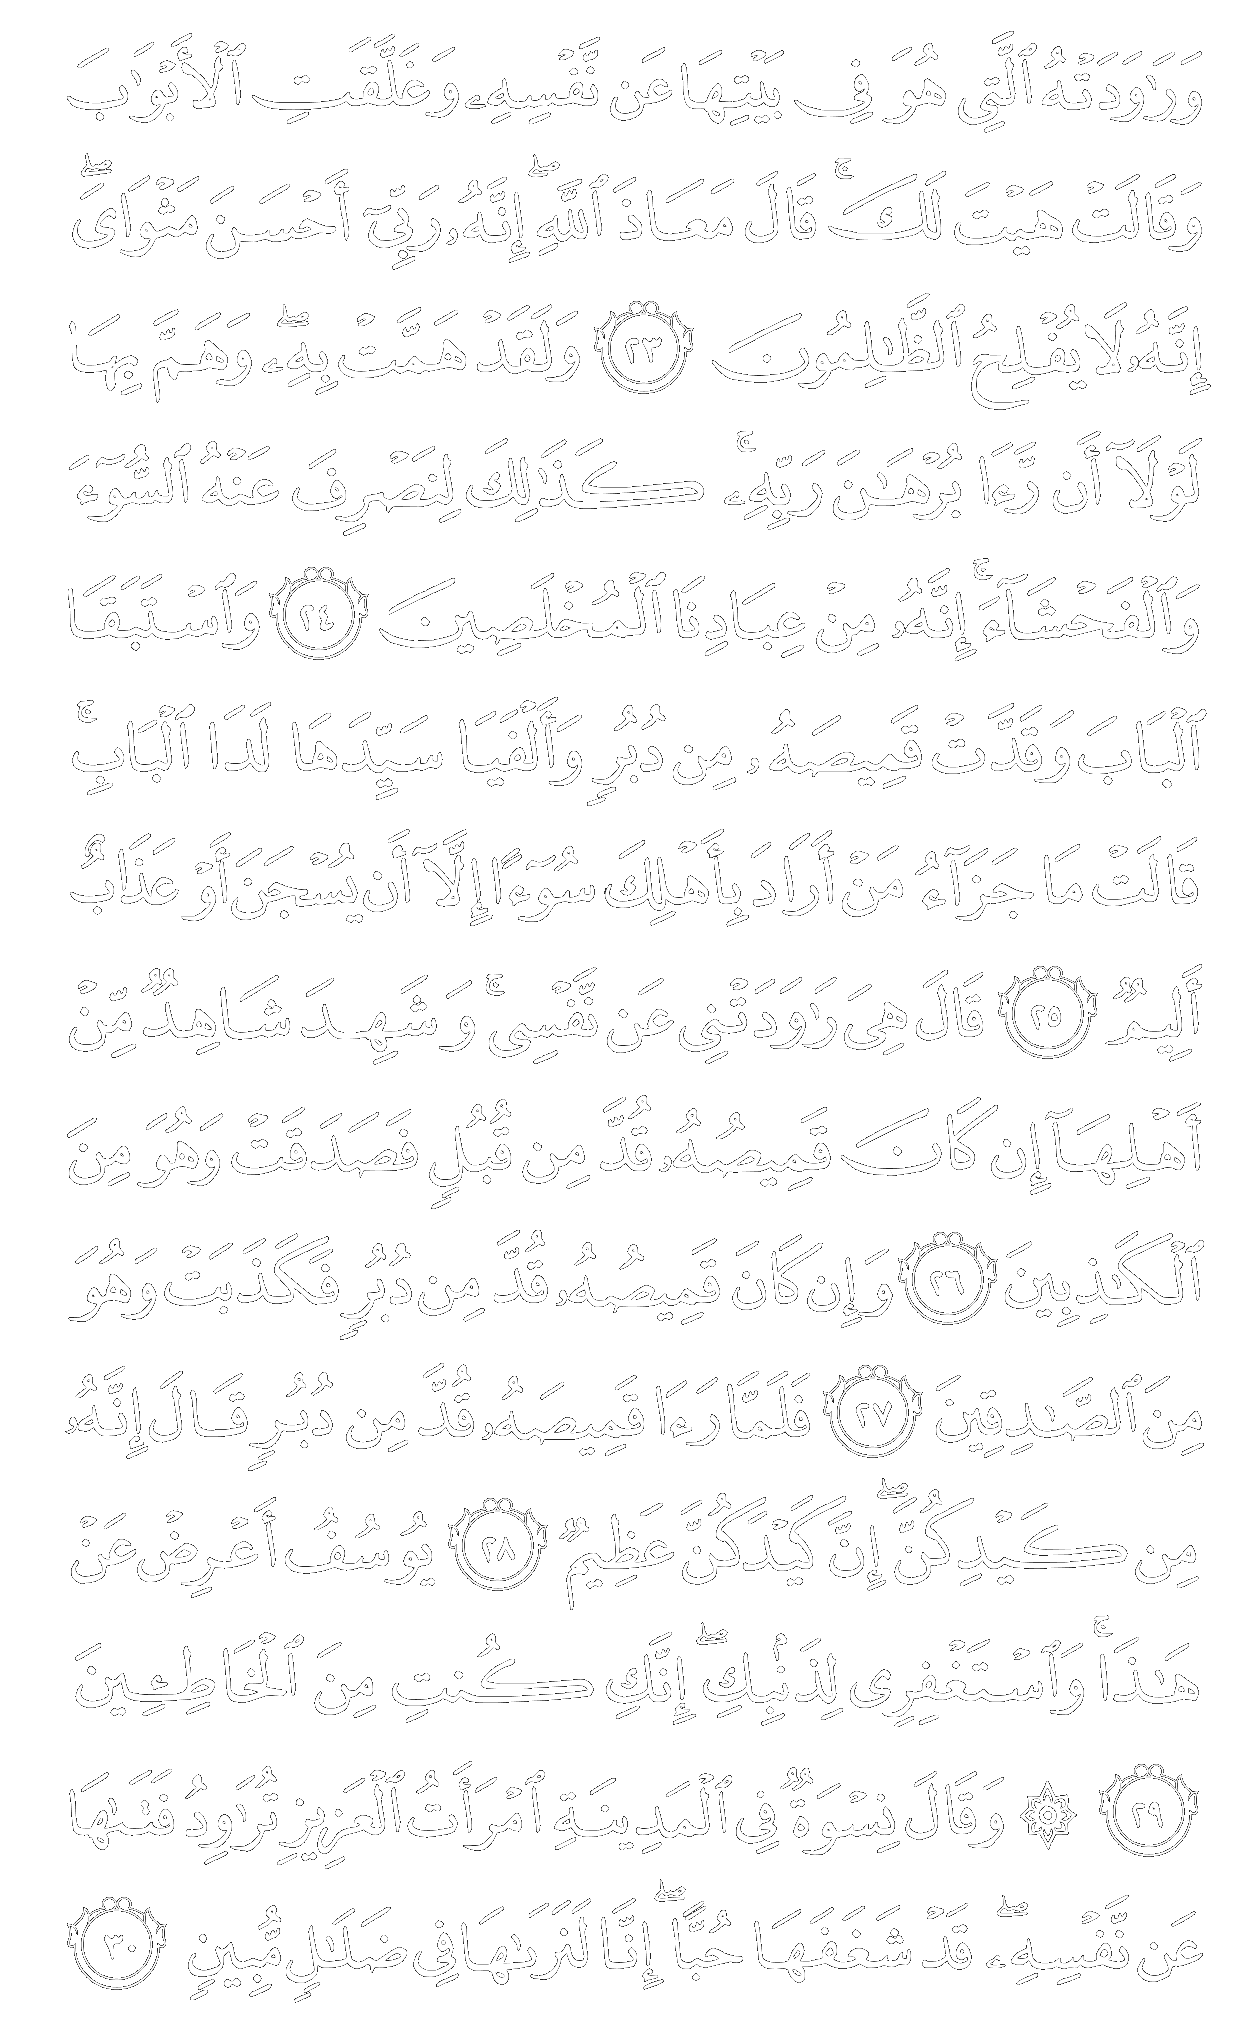 وَرَٰوَدَتْهُ ٱلَّتِى هُوَ فِى بَيْتِهَا عَن نَّفْسِهِۦ وَغَلَّقَتِ ٱلْأَبْوَٰبَ
وَقَالَتْ هَيْتَ لَكَ ۚ قَالَ مَعَاذَ ٱللَّهِ ۖ إِنَّهُۥ رَبِّىٓ أَحْسَنَ مَثْوَاىَ ۖ
إِنَّهُۥ لَا يُفْلِحُ ٱلظَّٰلِمُونَ ٢٣ وَلَقَدْ هَمَّتْ بِهِۦ ۖ وَهَمَّ بِهَا
لَوْلَآ أَن رَّءَا بُرْهَٰنَ رَبِّهِۦ ۚ كَذَٰلِكَ لِنَصْرِفَ عَنْهُ ٱلسُّوٓءَ
وَٱلْفَحْشَآءَ ۚ إِنَّهُۥ مِنْ عِبَادِنَا ٱلْمُخْلَصِينَ ٢٤ وَٱسْتَبَقَا
ٱلْبَابَ وَقَدَّتْ قَمِيصَهُۥ مِن دُبُرٍ وَأَلْفَيَا سَيِّدَهَا لَدَا ٱلْبَابِ ۚ
قَالَتْ مَا جَزَآءُ مَنْ أَرَادَ بِأَهْلِكَ سُوٓءًا إِلَّآ أَن يُسْجَنَ أَوْ عَذَابٌ
أَلِيمٌ ٢٥ قَالَ هِىَ رَٰوَدَتْنِى عَن نَّفْسِى ۚ وَشَهِدَ شَاهِدٌ مِّنْ
أَهْلِهَآ إِن كَانَ قَمِيصُهُۥ قُدَّ مِن قُبُلٍ فَصَدَقَتْ وَهُوَ مِنَ
ٱلْكَٰذِبِينَ ٢٦ وَإِن كَانَ قَمِيصُهُۥ قُدَّ مِن دُبُرٍ فَكَذَبَتْ وَهُوَ
مِنَ ٱلصَّٰدِقِينَ ٢٧ فَلَمَّا رَءَا قَمِيصَهُۥ قُدَّ مِن دُبُرٍ قَالَ إِنَّهُۥ
مِن كَيْدِكُنَّ ۖ إِنَّ كَيْدَكُنَّ عَظِيمٌ ٢٨ يُوسُفُ أَعْرِضْ عَنْ
هَٰذَا ۚ وَٱسْتَغْفِرِى لِذَنۢبِكِ ۖ إِنَّكِ كُنتِ مِنَ ٱلْخَاطِـِٔينَ
٢٩ ۞ وَقَالَ نِسْوَةٌ فِى ٱلْمَدِينَةِ ٱمْرَأَتُ ٱلْعَزِيزِ تُرَٰوِدُ فَتَىٰهَا
عَن نَّفْسِهِۦ ۖ قَدْ شَغَفَهَا حُبًّا ۖ إِنَّا لَنَرَىٰهَا فِى ضَلَٰلٍ مُّبِينٍ ٣٠